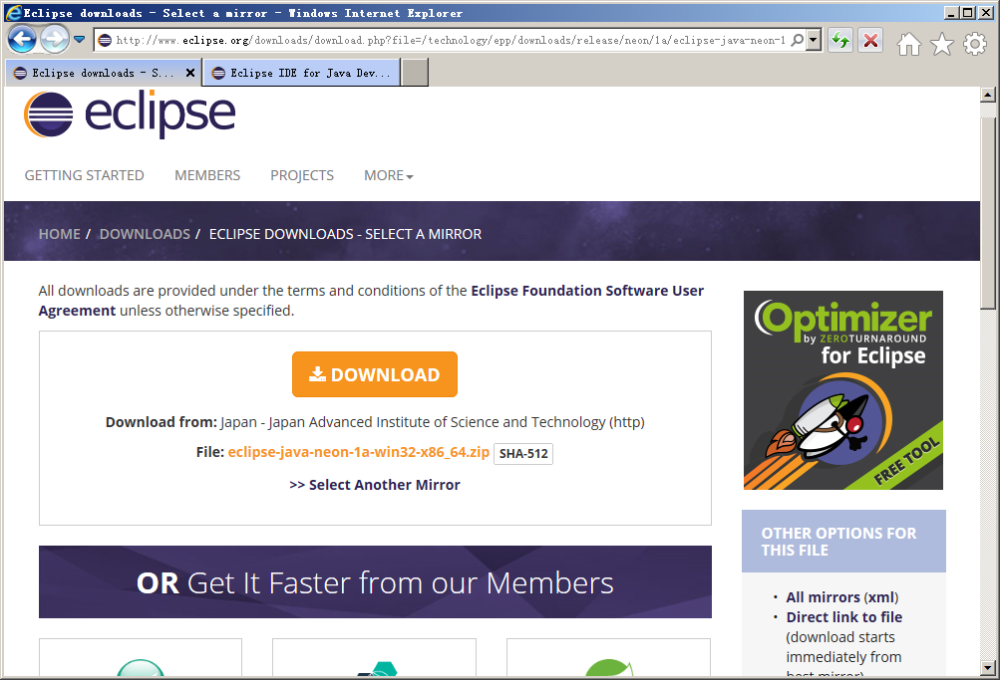 Eclipse downloads - Select a mirror - Windows Internet Explorer
http://www.eclipse.org/downloads/download.php?file=/technology/epp/downloads/release/neon/1a/eclipse-java-neon-1
Eclipse downloads - S...
Eclipse IDE for Java Dev...
eclipse
GETTING STARTED MEMBERS PROJECTS MORE
HOME / DOWNLOADS / ECLIPSE DOWNLOADS - SELECT A MIRROR
All downloads are provided under the terms and conditions of the Eclipse Foundation Software User
Agreement unless otherwise specified.
DOWNLOAD
Download from: Japan - Japan Advanced Institute of Science and Technology (http)
File: eclipse-java-neon-1a-win32-x86_64.zip SHA-512
>> Select Another Mirror
OR Get It Faster from our Members
Optimizer
by ZEROTURNAROUND
for Eclipse
FREE TOOL
OTHER OPTIONS FOR
THIS FILE
• All mirrors (xml)
• Direct link to file
(download starts
immediately from
best mirror)